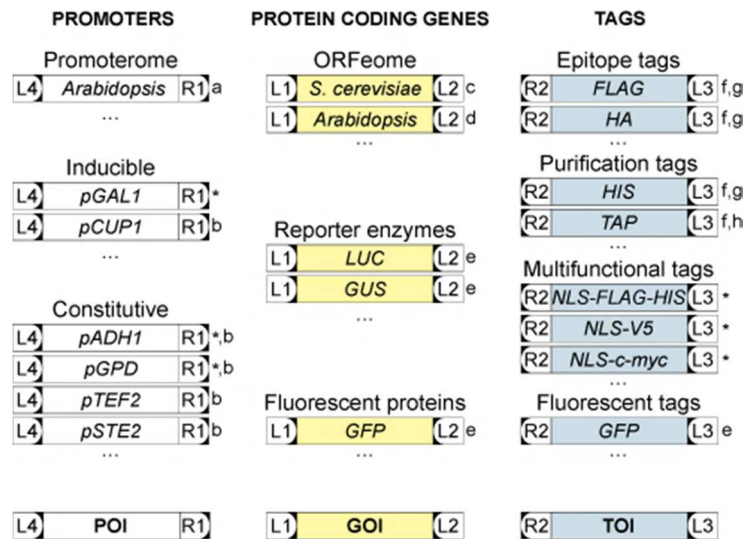 PROMOTERS
Promoterome
L4 Arabidopsis R1 a
...
Inducible
L4 pGAL1 R1 *
L4 pCUP1 R1 b
...
Constitutive
L4 pADH1 R1 *,b
L4 pGPD R1 *,b
L4 pTEF2 R1 b
L4 pSTE2 R1 b
...
L4 POI R1
PROTEIN CODING GENES
ORFeome
L1 S. cerevisiae L2 c
L1 Arabidopsis L2 d
...
Reporter enzymes
L1 LUC L2 e
L1 GUS L2 e
...
Fluorescent proteins
L1 GFP L2 e
...
L1 GOI L2
TAGS
Epitope tags
R2 FLAG L3 f,g
R2 HA L3 f,g
...
Purification tags
R2 HIS L3 f,g
R2 TAP L3 f,h
...
Multifunctional tags
R2 NLS-FLAG-HIS L3 *
R2 NLS-V5 L3 *
R2 NLS-c-myc L3 *
...
Fluorescent tags
R2 GFP L3 e
...
R2 TOI L3